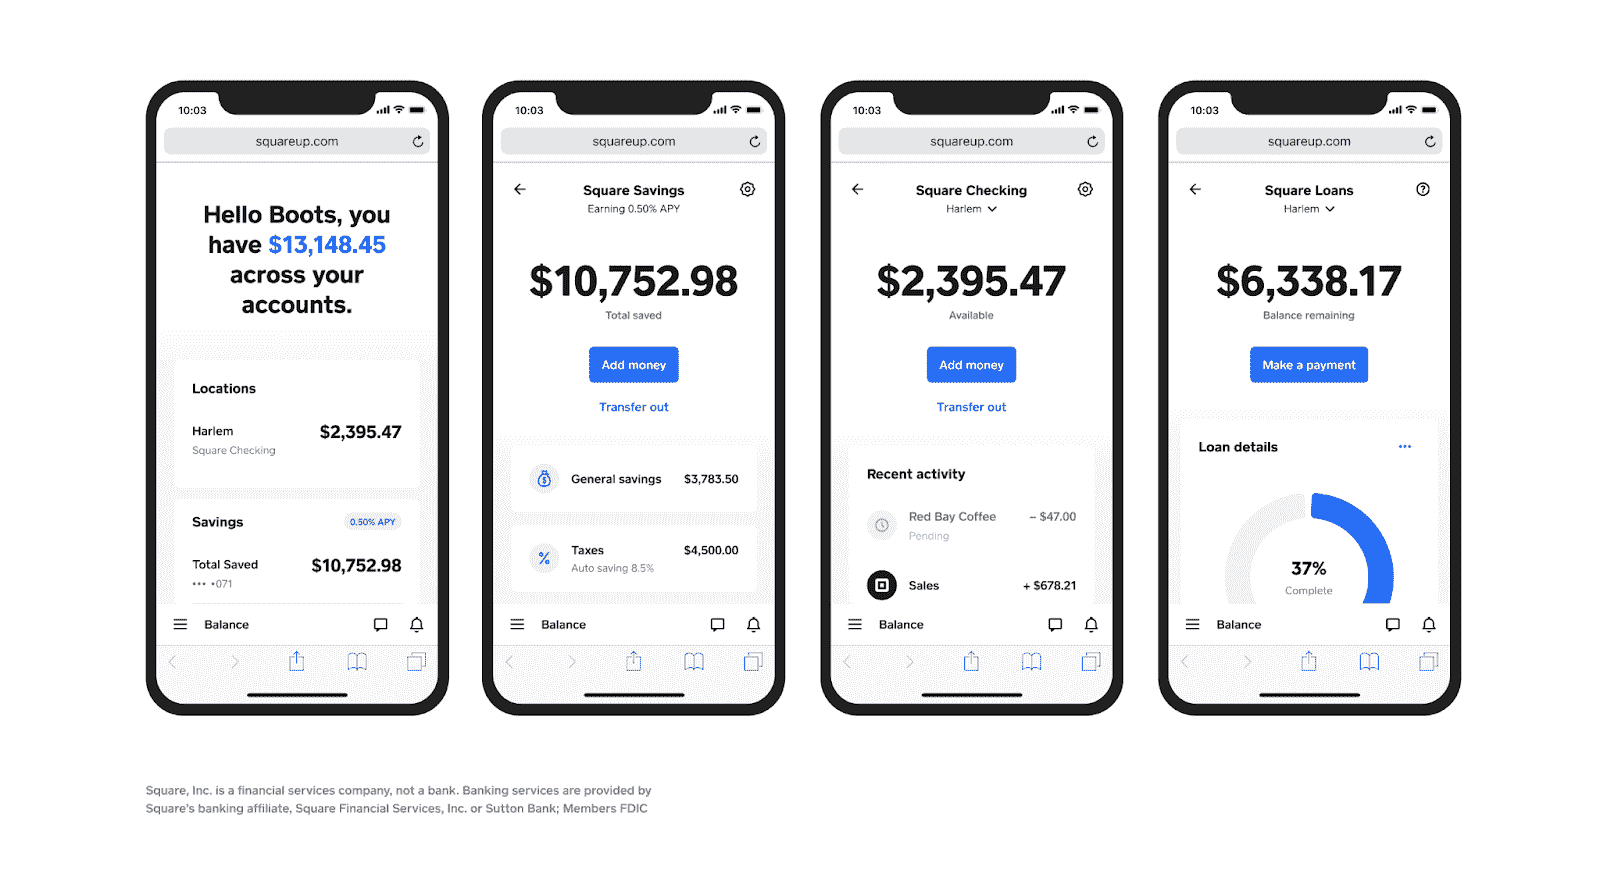 10:03
squareup.com
Hello Boots, you
have $13,148.45
across your
accounts.
Locations
Harlem $2,395.47
Square Checking
Savings 0.50% APY
Total Saved $10,752.98
••• •071
Balance
10:03
squareup.com
Square Savings
Earning 0.50% APY
$10,752.98
Total saved
Add money
Transfer out
General savings $3,783.50
Taxes $4,500.00
Auto saving 8.5%
Balance
10:03
squareup.com
Square Checking
Harlem
$2,395.47
Available
Add money
Transfer out
Recent activity
Red Bay Coffee – $47.00
Pending
Sales + $678.21
Balance
10:03
squareup.com
Square Loans
Harlem
$6,338.17
Balance remaining
Make a payment
Loan details
37%
Complete
Balance
Square, Inc. is a financial services company, not a bank. Banking services are provided by
Square’s banking affiliate, Square Financial Services, Inc. or Sutton Bank; Members FDIC